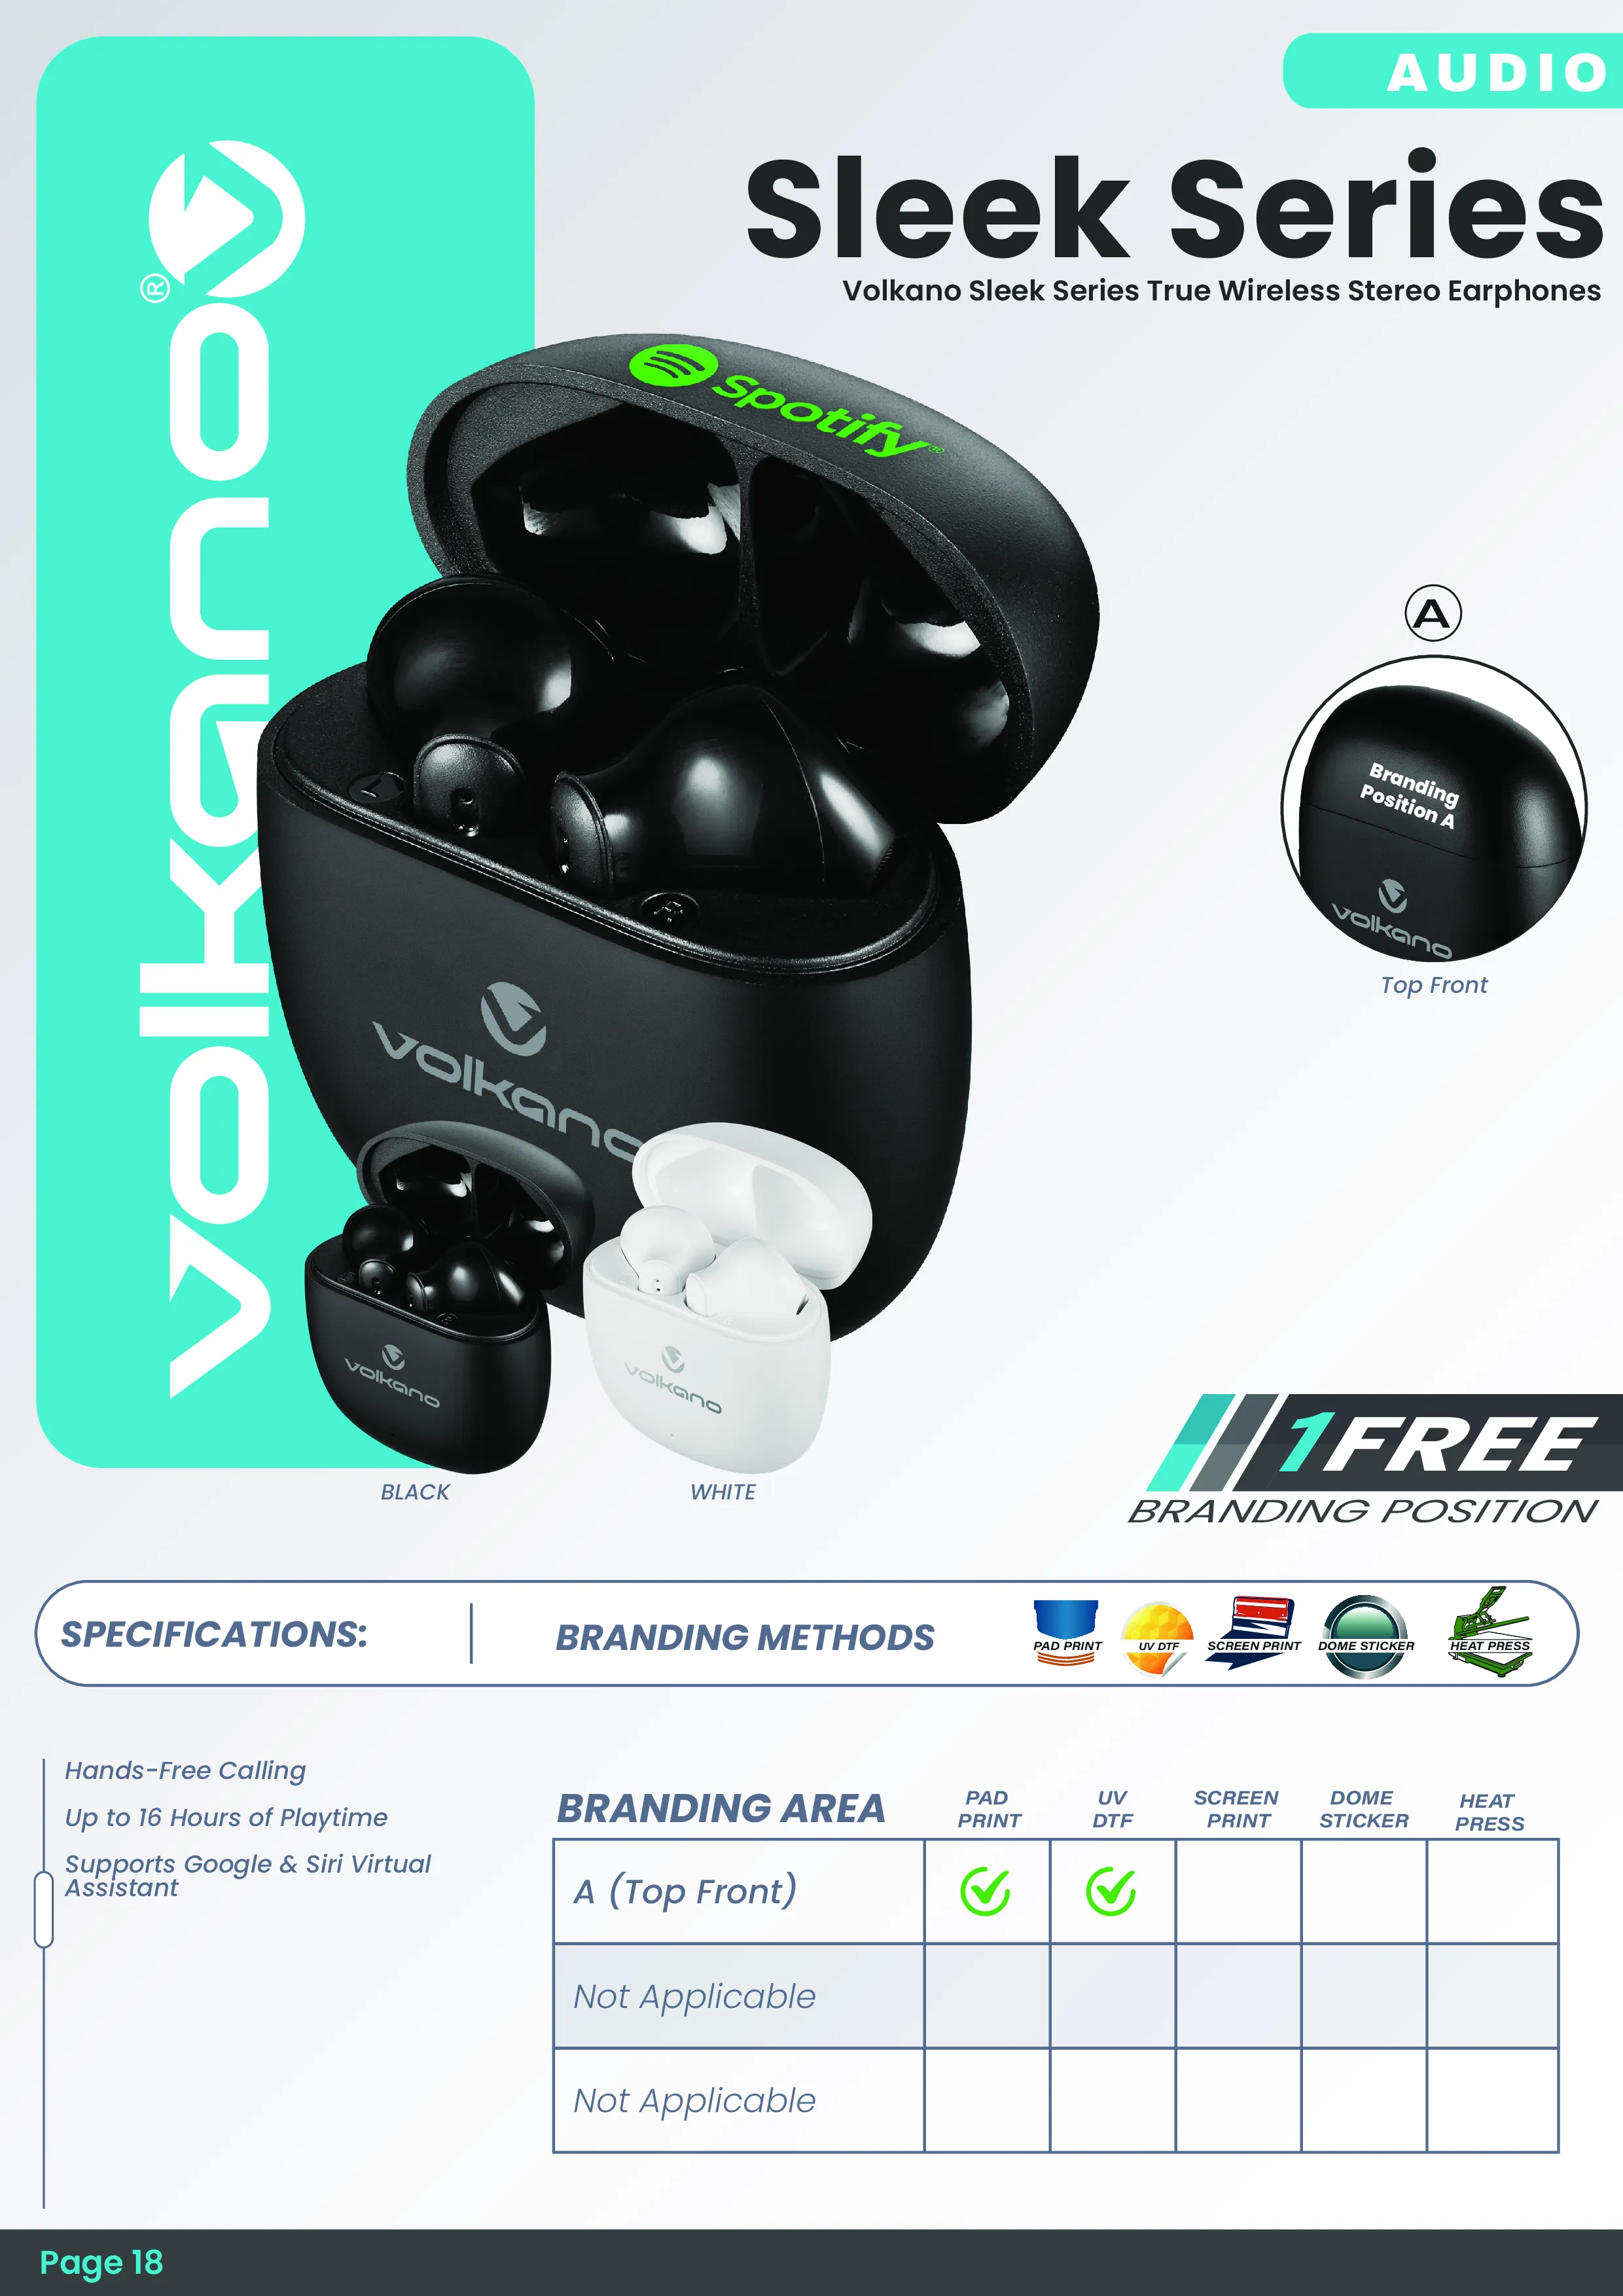 AUDIO
Sleek Series
Volkano Sleek Series True Wireless Stereo Earphones
volkano®
Spotify®
L
R
volkano
A
Branding
Position A
volkano
Top Front
volkano
volkano
BLACK
WHITE
1FREE
BRANDING POSITION
SPECIFICATIONS:
BRANDING METHODS
PAD PRINT
UV DTF
SCREEN PRINT
DOME STICKER
HEAT PRESS
Hands-Free Calling
Up to 16 Hours of Playtime
Supports Google & Siri Virtual
Assistant
BRANDING AREA
PAD PRINT
UV DTF
SCREEN PRINT
DOME STICKER
HEAT PRESS
A (Top Front)
Not Applicable
Not Applicable
Page 18